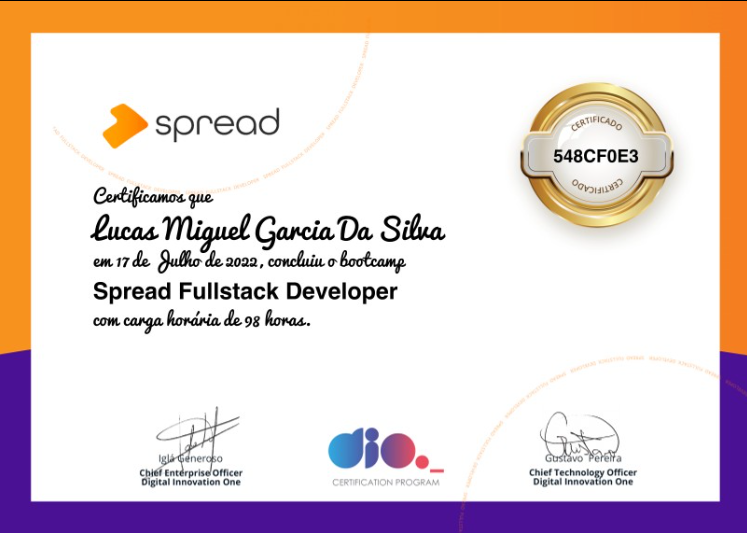 spread
CERTIFICADO
548CF0E3
CERTIFICADO
Certificamos que
Lucas Miguel Garcia Da Silva
em 17 de Julho de 2022, concluiu o bootcamp
Spread Fullstack Developer
com carga horária de 98 horas.
Iglá Generoso
Chief Enterprise Officer
Digital Innovation One
dio._
CERTIFICATION PROGRAM
Gustavo Pereira
Chief Technology Officer
Digital Innovation One